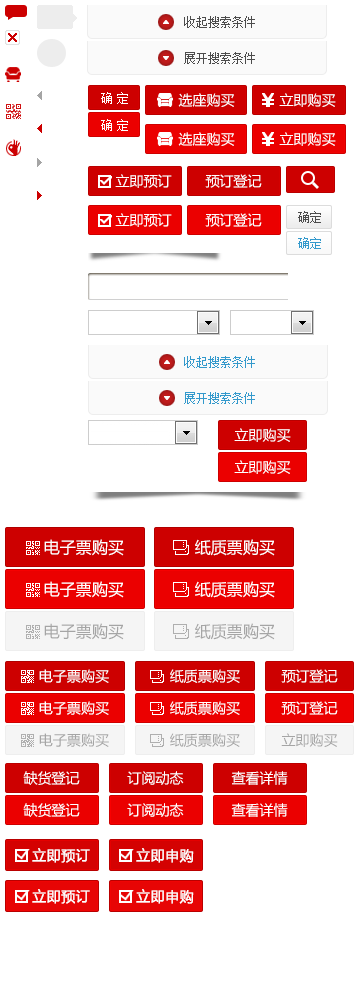 收起搜索条件
展开搜索条件
确 定 选座购买 立即购买
确 定 选座购买 立即购买
立即预订 预订登记
立即预订 预订登记 确定
确定
收起搜索条件
展开搜索条件
立即购买
立即购买
电子票购买 纸质票购买
电子票购买 纸质票购买
电子票购买 纸质票购买
电子票购买 纸质票购买 预订登记
电子票购买 纸质票购买 预订登记
电子票购买 纸质票购买 立即购买
缺货登记 订阅动态 查看详情
缺货登记 订阅动态 查看详情
立即预订 立即申购
立即预订 立即申购